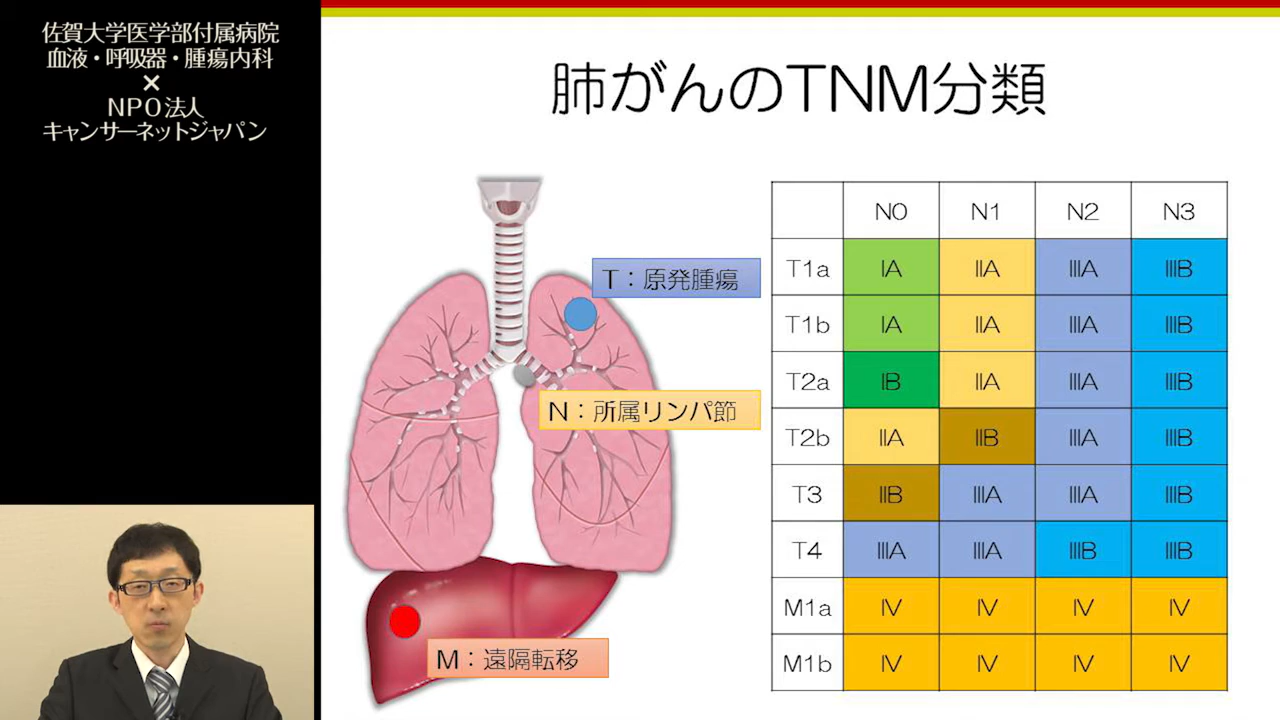 佐賀大学医学部付属病院
血液・呼吸器・腫瘍内科
×
NPO法人
キャンサーネットジャパン
肺がんのTNM分類
T：原発腫瘍
N：所属リンパ節
M：遠隔転移
N0 N1 N2 N3
T1a IA IIA IIIA IIIB
T1b IA IIA IIIA IIIB
T2a IB IIA IIIA IIIB
T2b IIA IIB IIIA IIIB
T3 IIB IIIA IIIA IIIB
T4 IIIA IIIA IIIB IIIB
M1a IV IV IV IV
M1b IV IV IV IV